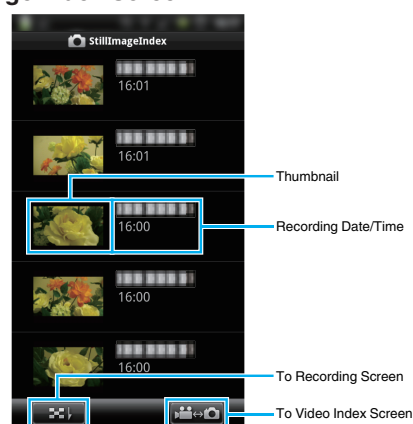 StillImageIndex
16:01
16:01
Thumbnail
16:00
Recording Date/Time
16:00
16:00
To Recording Screen
To Video Index Screen